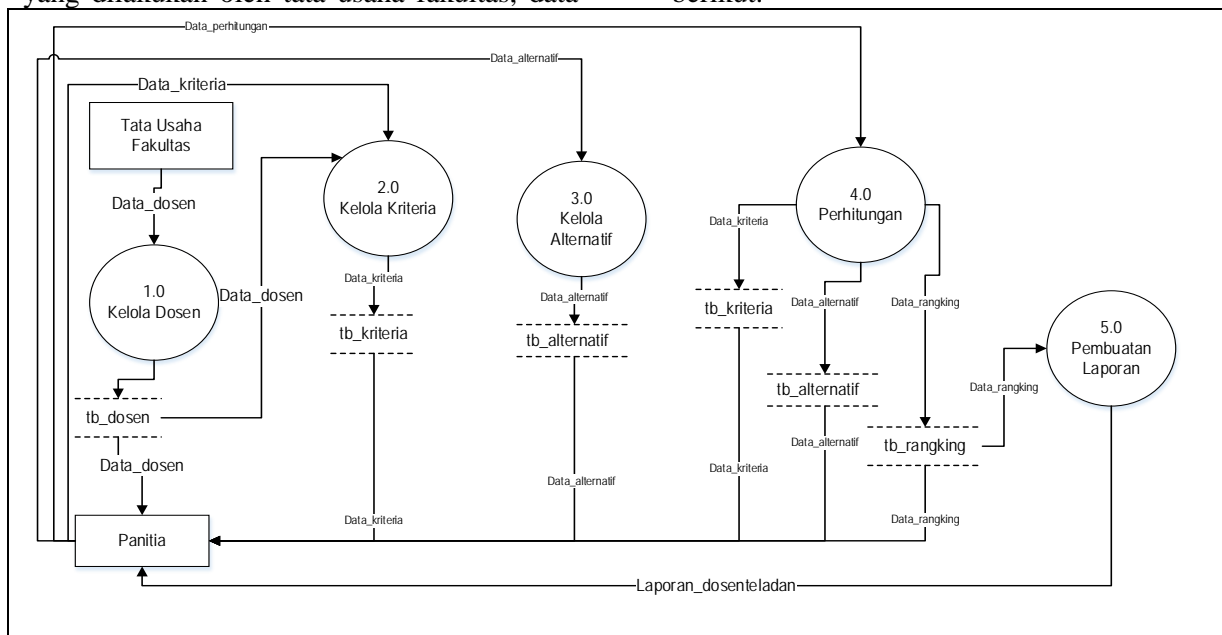 yang dilakukan oleh tata usaha fakultas, data
berikut:
Data_perhitungan
Data_alternatif
Data_kriteria
Tata Usaha
Fakultas
2.0
Kelola Kriteria
3.0
Kelola
Alternatif
4.0
Perhitungan
Data_dosen
Data_kriteria
1.0
Kelola Dosen
Data_dosen
Data_kriteria
Data_alternatif
tb_kriteria
Data_alternatif
Data_rangking
tb_kriteria
tb_alternatif
5.0
Pembuatan
Laporan
tb_dosen
tb_alternatif
Data_rangking
Data_alternatif
tb_rangking
Data_dosen
Data_kriteria
Data_alternatif
Data_kriteria
Data_rangking
Panitia
Laporan_dosenteladan